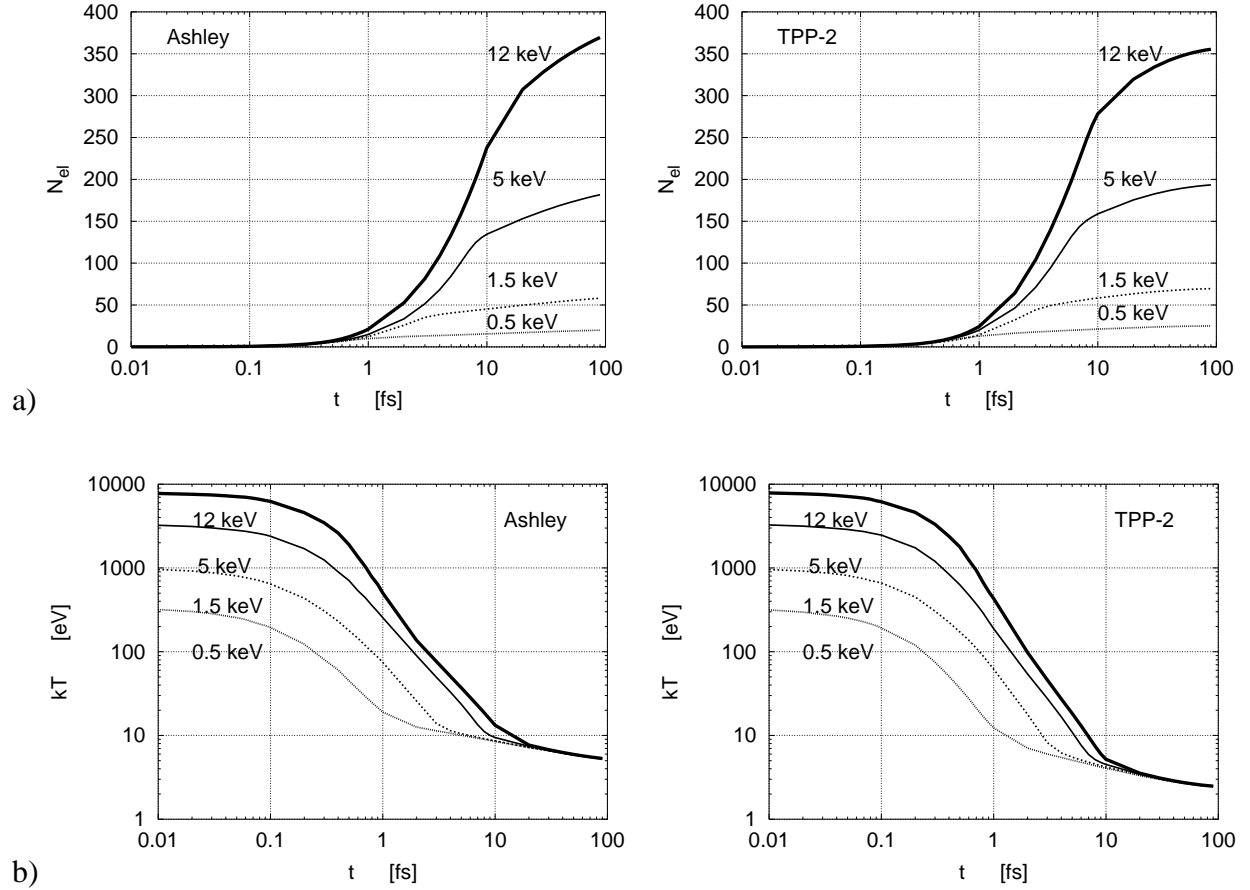 400
350
300
250
200
150
100
50
0
N_el
Ashley
12 keV
5 keV
1.5 keV
0.5 keV
0.01 0.1 1 10 100
t [fs]
400
350
300
250
200
150
100
50
0
N_el
TPP-2
12 keV
5 keV
1.5 keV
0.5 keV
0.01 0.1 1 10 100
t [fs]
a)
10000
1000
100
10
1
kT [eV]
Ashley
12 keV
5 keV
1.5 keV
0.5 keV
0.01 0.1 1 10 100
t [fs]
10000
1000
100
10
1
kT [eV]
TPP-2
12 keV
5 keV
1.5 keV
0.5 keV
0.01 0.1 1 10 100
t [fs]
b)